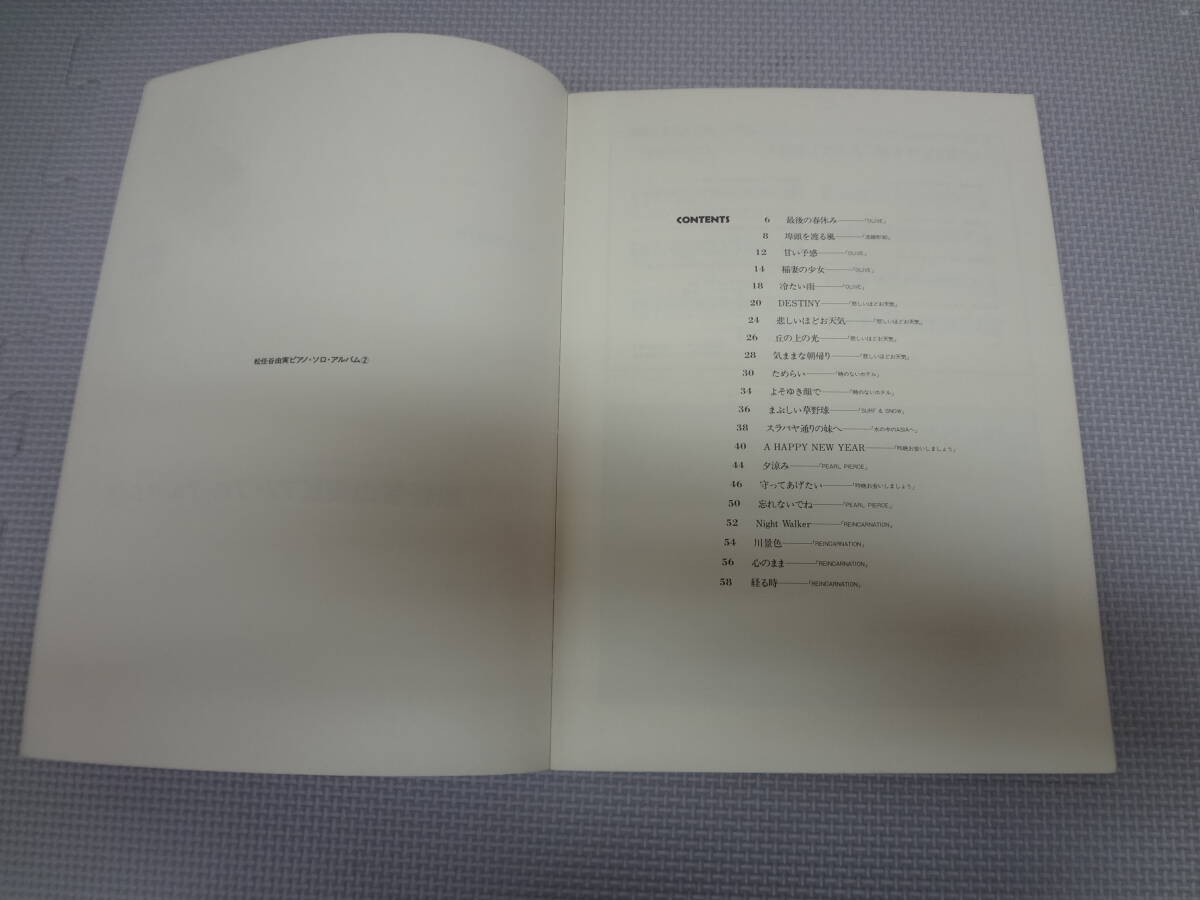 松任谷由実ピアノ・ソロ・アルバム②
CONTENTS
6 最後の春休み――「OLIVE」
8 埠頭を渡る風――「流線形'80」
12 甘い予感――「OLIVE」
14 稲妻の少女――「OLIVE」
18 冷たい雨――「OLIVE」
20 DESTINY――「悲しいほどお天気」
24 悲しいほどお天気――「悲しいほどお天気」
26 丘の上の光――「悲しいほどお天気」
28 気ままな朝帰り――「悲しいほどお天気」
30 ためらい――「時のないホテル」
34 よそゆき顔で――「時のないホテル」
36 まぶしい草野球――「SURF & SNOW」
38 スラバヤ通りの妹へ――「水の中のASIAへ」
40 A HAPPY NEW YEAR――「昨晩お会いしましょう」
44 夕涼み――「PEARL PIERCE」
46 守ってあげたい――「昨晩お会いしましょう」
50 忘れないでね――「PEARL PIERCE」
52 Night Walker――「REINCARNATION」
54 川景色――「REINCARNATION」
56 心のまま――「REINCARNATION」
58 経る時――「REINCARNATION」